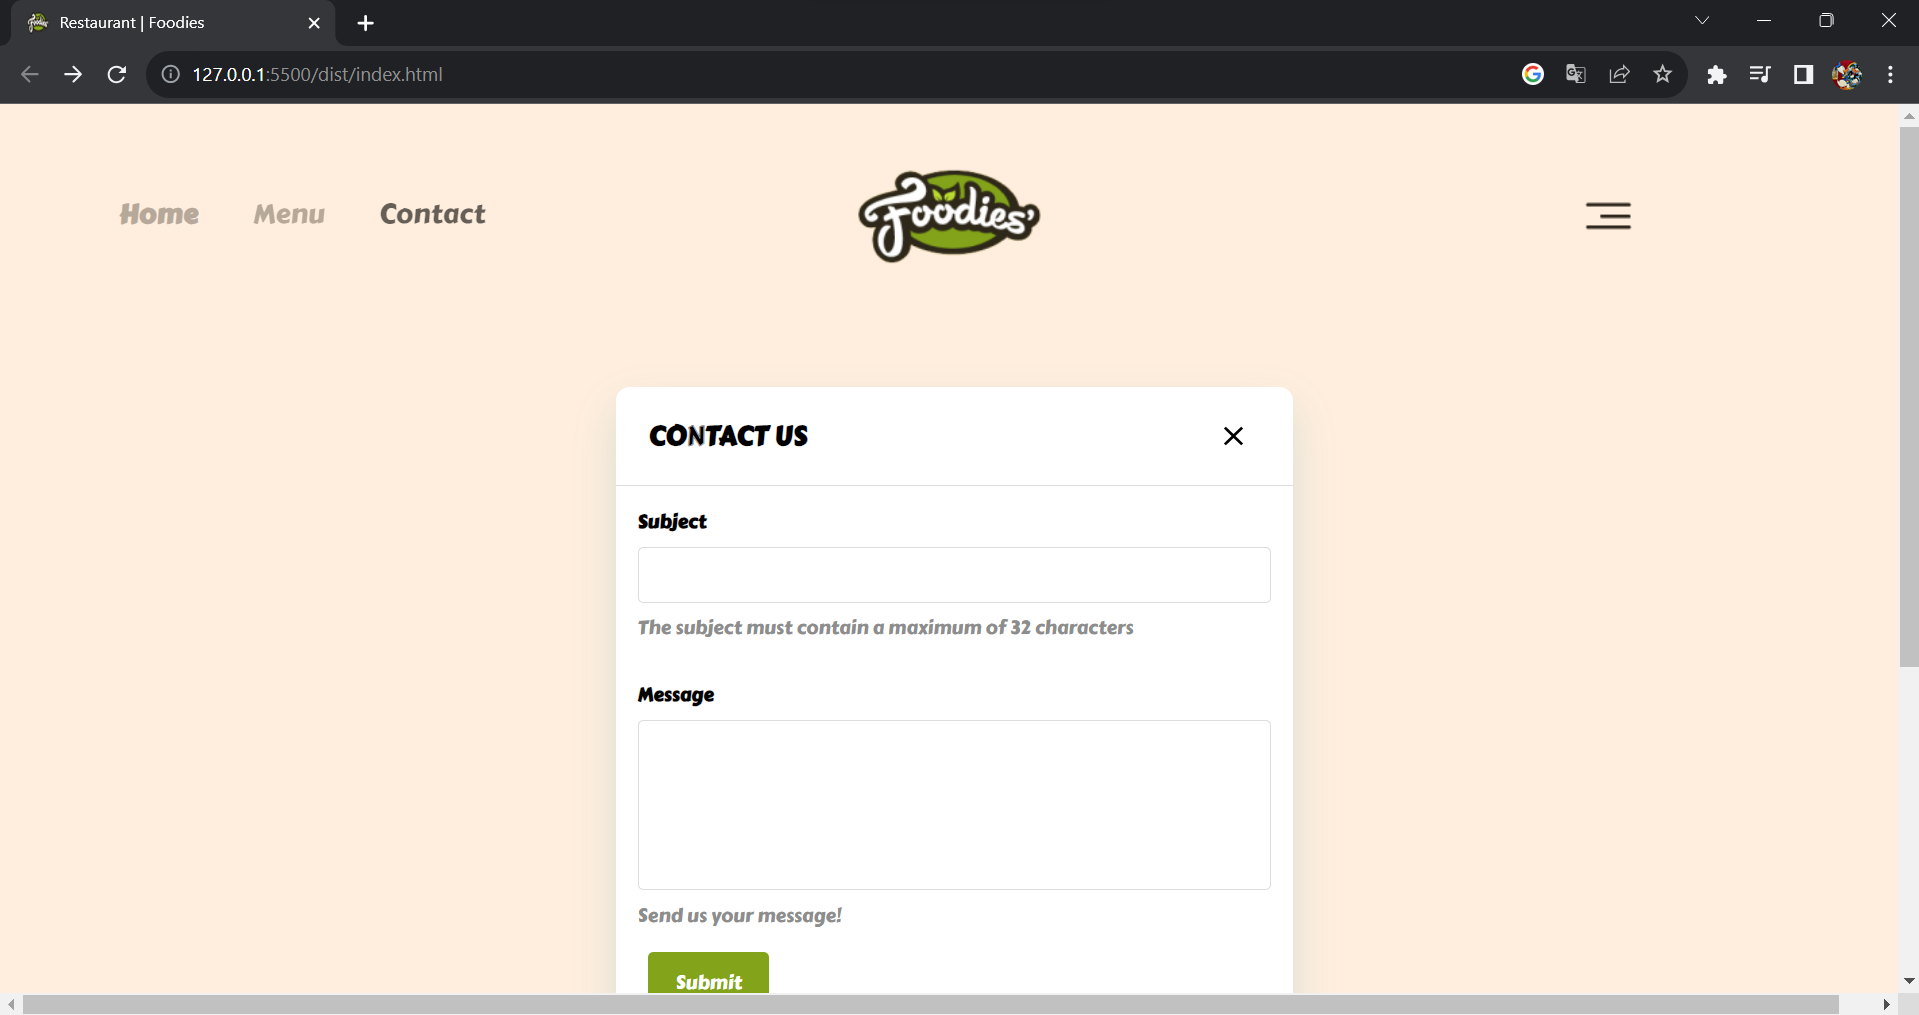 Restaurant | Foodies
127.0.0.1:5500/dist/index.html
Home Menu Contact
Foodies'
CONTACT US
Subject
The subject must contain a maximum of 32 characters
Message
Send us your message!
Submit